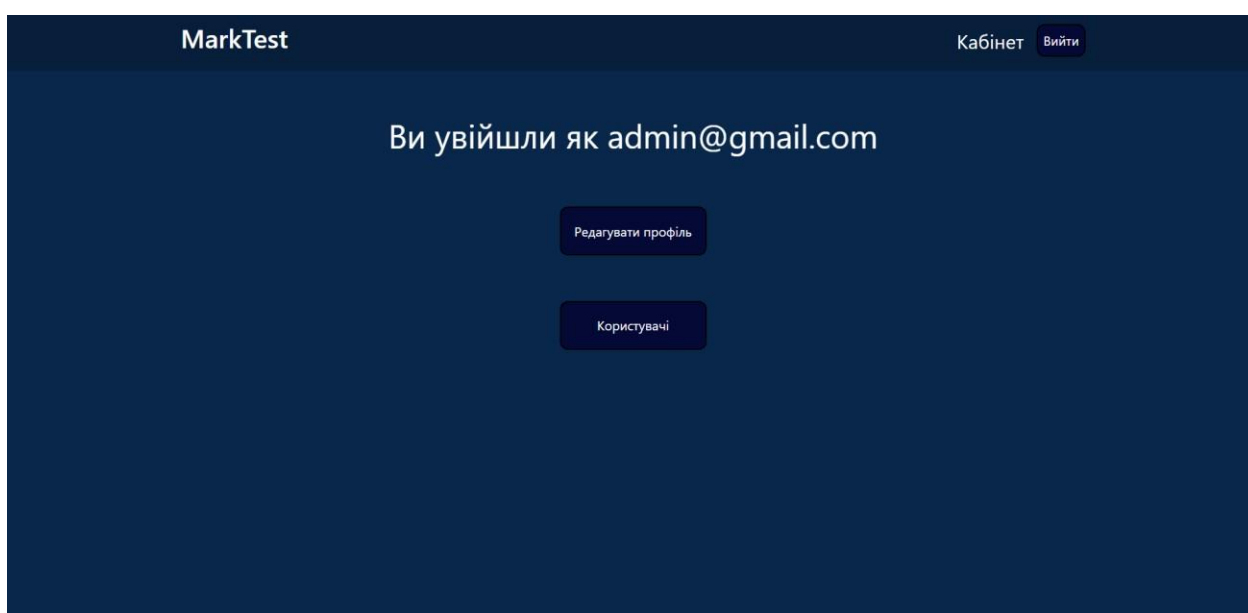 MarkTest
Кабінет Вийти
Ви увійшли як admin@gmail.com
Редагувати профіль
Користувачі